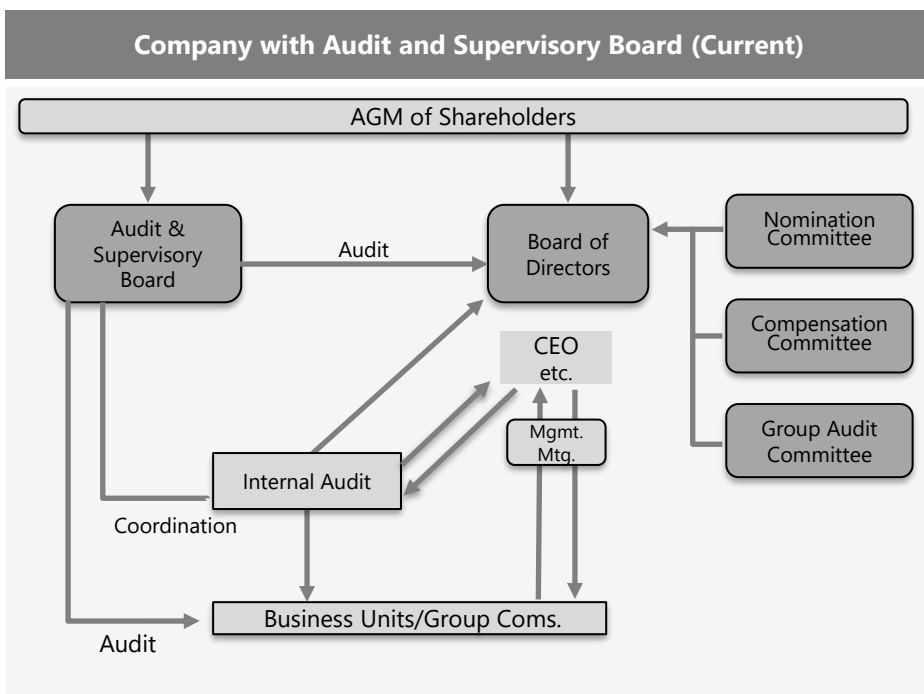 Company with Audit and Supervisory Board (Current)
AGM of Shareholders
Audit &
Supervisory
Board
Audit
Board of
Directors
Nomination
Committee
Compensation
Committee
Group Audit
Committee
CEO
etc.
Mgmt.
Mtg.
Internal Audit
Coordination
Business Units/Group Coms.
Audit